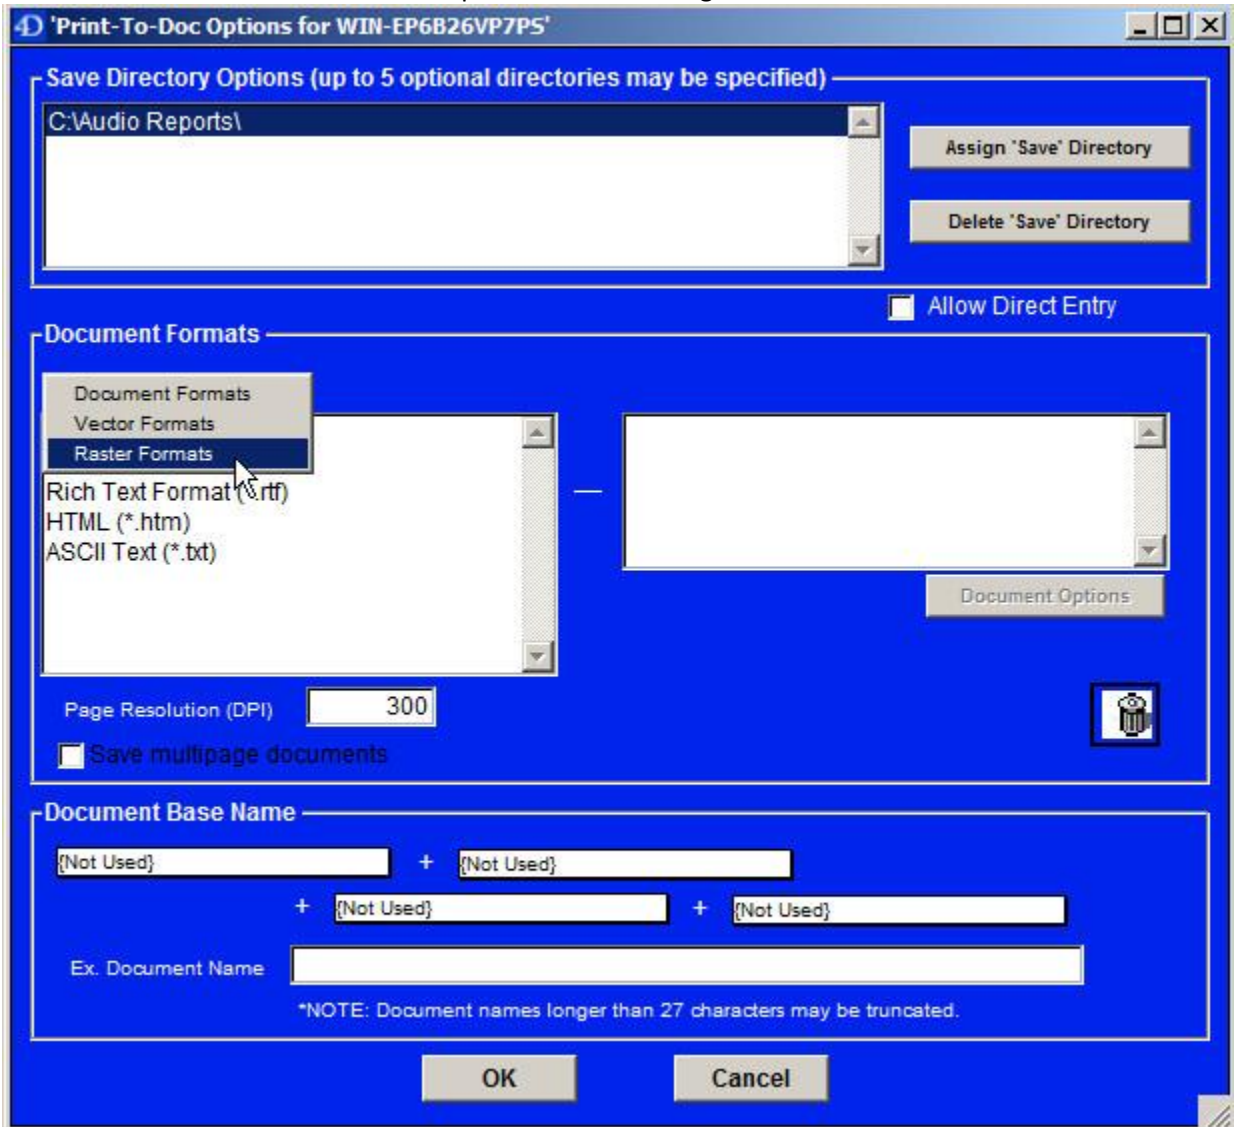 'Print-To-Doc Options for WIN-EP6B26VP7PS'
Save Directory Options (up to 5 optional directories may be specified)
C:\Audio Reports\
Assign 'Save' Directory
Delete 'Save' Directory
Allow Direct Entry
Document Formats
Document Formats
Vector Formats
Raster Formats
Rich Text Format (*.rtf)
HTML (*.htm)
ASCII Text (*.txt)
Document Options
Page Resolution (DPI) 300
Save multipage documents
Document Base Name
{Not Used} + {Not Used}
+ {Not Used} + {Not Used}
Ex. Document Name
*NOTE: Document names longer than 27 characters may be truncated.
OK Cancel